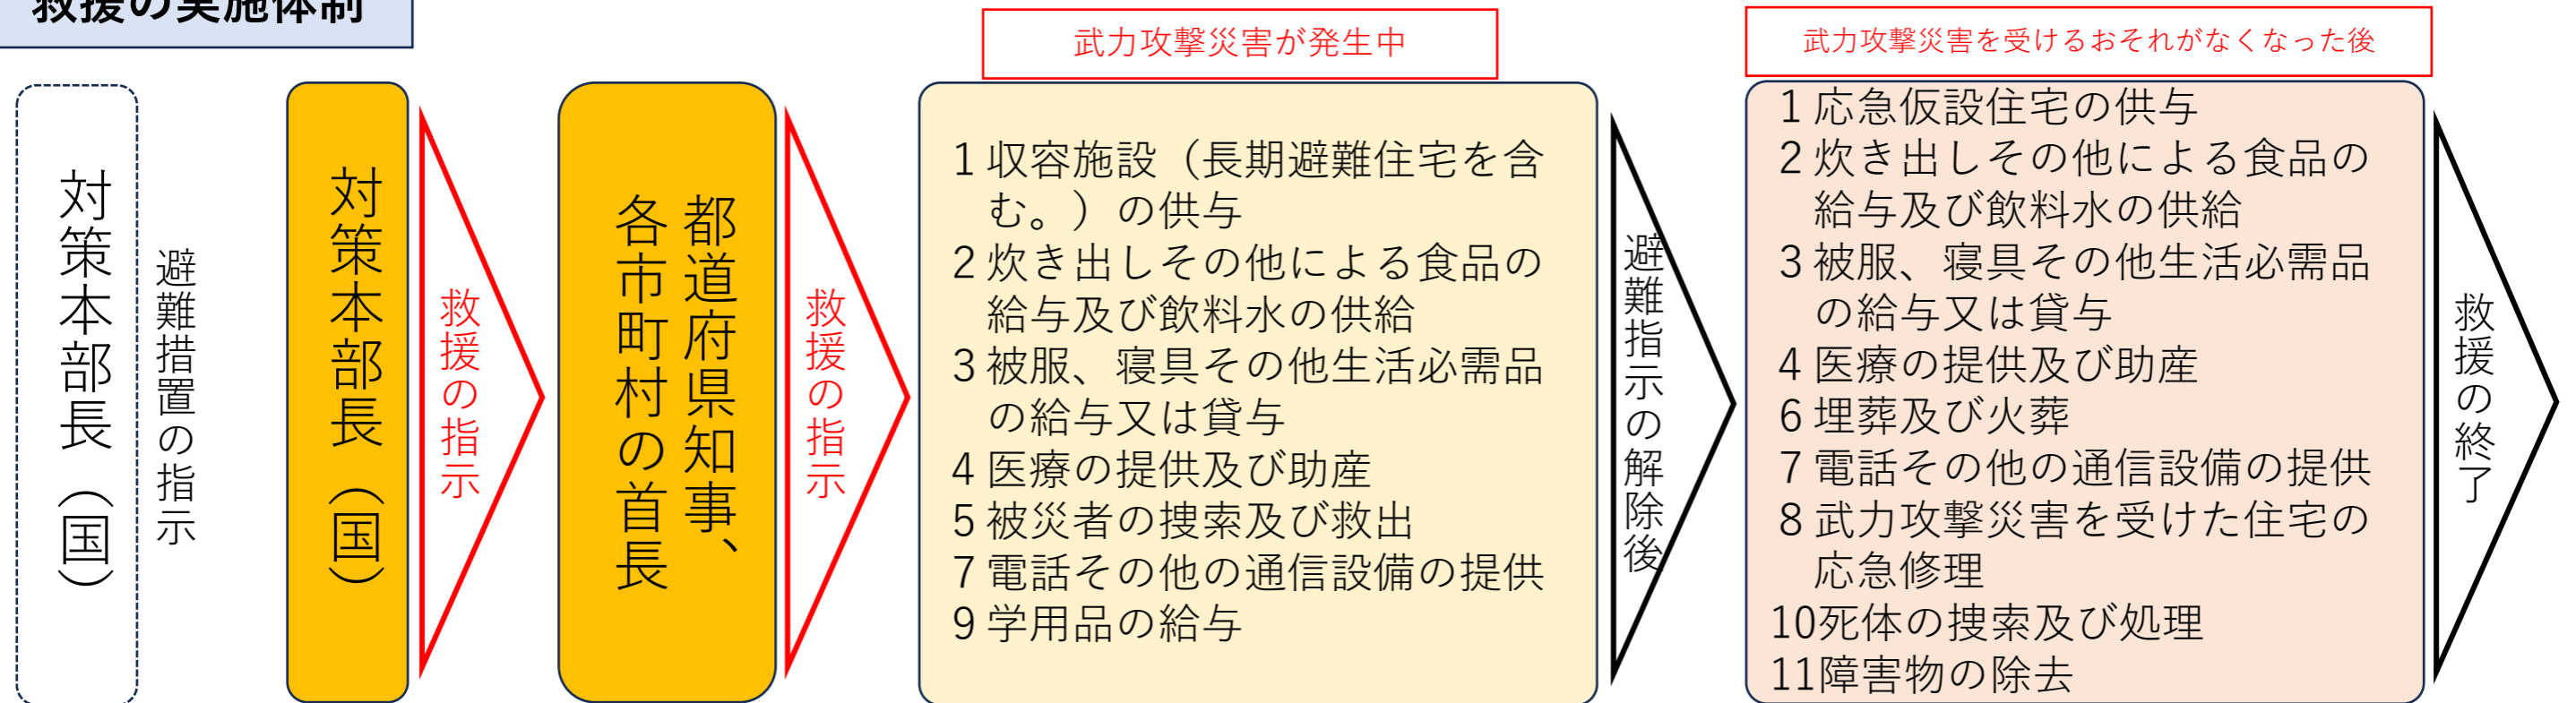 救援の実施体制
対策本部長（国）
避難措置の指示
対策本部長（国）
救援の指示
都道府県知事、
各市町村の首長
救援の指示
武力攻撃災害が発生中
1 収容施設（長期避難住宅を含
む。）の供与
2 炊き出しその他による食品の
給与及び飲料水の供給
3 被服、寝具その他生活必需品
の給与又は貸与
4 医療の提供及び助産
5 被災者の捜索及び救出
7 電話その他の通信設備の提供
9 学用品の給与
避難指示の解除後
武力攻撃災害を受けるおそれがなくなった後
1 応急仮設住宅の供与
2 炊き出しその他による食品の
給与及び飲料水の供給
3 被服、寝具その他生活必需品
の給与又は貸与
4 医療の提供及び助産
6 埋葬及び火葬
7 電話その他の通信設備の提供
8 武力攻撃災害を受けた住宅の
応急修理
10死体の捜索及び処理
11障害物の除去
救援の終了